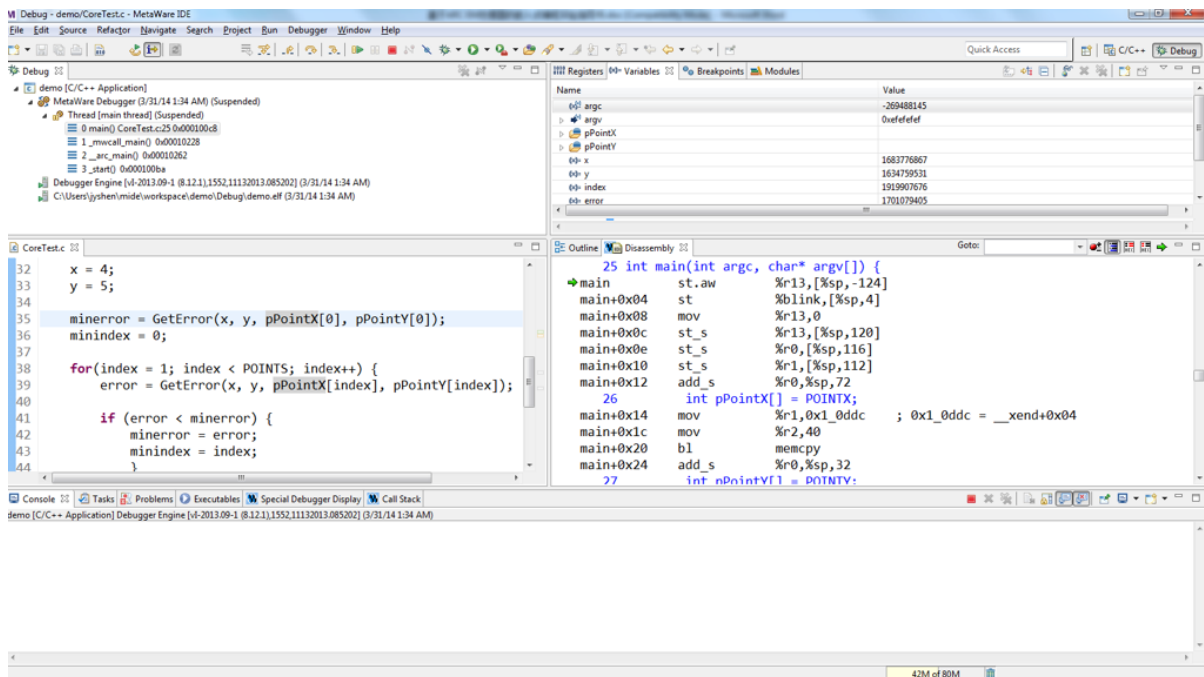 Debug - demo/CoreTest.c - MetaWare IDE
File Edit Source Refactor Navigate Search Project Run Debugger Window Help
Quick Access C/C++ Debug
Debug
demo [C/C++ Application]
MetaWare Debugger (3/31/14 1:34 AM) (Suspended)
Thread [main thread] (Suspended)
0 main() CoreTest.c:25 0x000100c8
1 _mwcall_main() 0x00010228
2 __arc_main() 0x00010262
3 _start() 0x000100ba
Debugger Engine [vI-2013.09-1 (8.12.1),1552,11132013.085202] (3/31/14 1:34 AM)
C:\Users\jyshen\mide\workspace\demo\Debug\demo.elf (3/31/14 1:34 AM)
Registers (x)= Variables Breakpoints Modules
Name Value
(x)= argc -269488145
argv 0xefefefef
pPointX
pPointY
(x)= x 1683776867
(x)= y 1634759531
(x)= index 1919907676
(x)= error 1701079405
CoreTest.c
32 x = 4;
33 y = 5;
34
35 minerror = GetError(x, y, pPointX[0], pPointY[0]);
36 minindex = 0;
37
38 for(index = 1; index < POINTS; index++) {
39 error = GetError(x, y, pPointX[index], pPointY[index]);
40
41 if (error < minerror) {
42 minerror = error;
43 minindex = index;
44 }
Outline Disassembly Goto:
25 int main(int argc, char* argv[]) {
main st.aw %r13,[%sp,-124]
main+0x04 st %blink,[%sp,4]
main+0x08 mov %r13,0
main+0x0c st_s %r13,[%sp,120]
main+0x0e st_s %r0,[%sp,116]
main+0x10 st_s %r1,[%sp,112]
main+0x12 add_s %r0,%sp,72
26 int pPointX[] = POINTX;
main+0x14 mov %r1,0x1_0ddc ; 0x1_0ddc = __xend+0x04
main+0x1c mov %r2,40
main+0x20 bl memcpy
main+0x24 add_s %r0,%sp,32
27 int pPointY[] = POINTY;
Console Tasks Problems Executables Special Debugger Display Call Stack
demo [C/C++ Application] Debugger Engine [vI-2013.09-1 (8.12.1),1552,11132013.085202] (3/31/14 1:34 AM)
42M of 80M